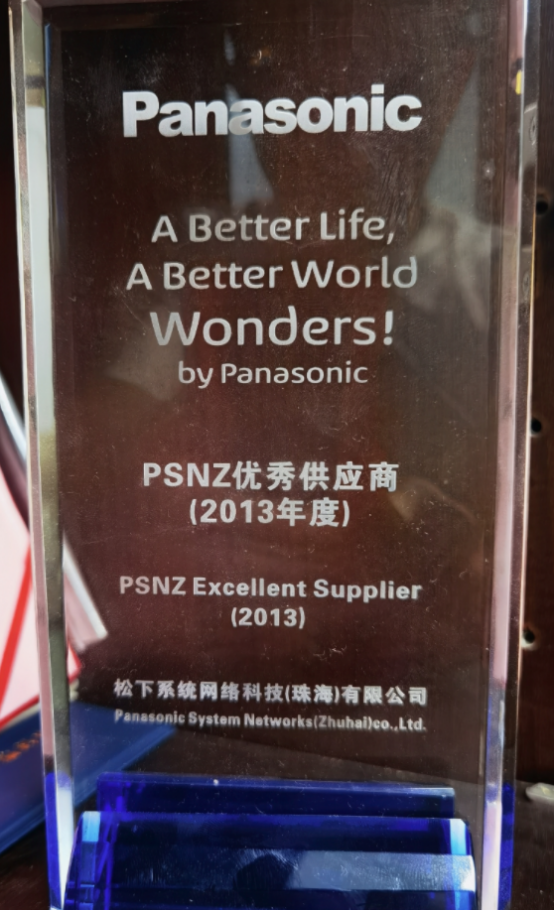 Panasonic
A Better Life,
A Better World
Wonders!
by Panasonic
PSNZ优秀供应商
(2013年度)
PSNZ Excellent Supplier
(2013)
松下系统网络科技(珠海)有限公司
Panasonic System Networks(Zhuhai)co.,Ltd.